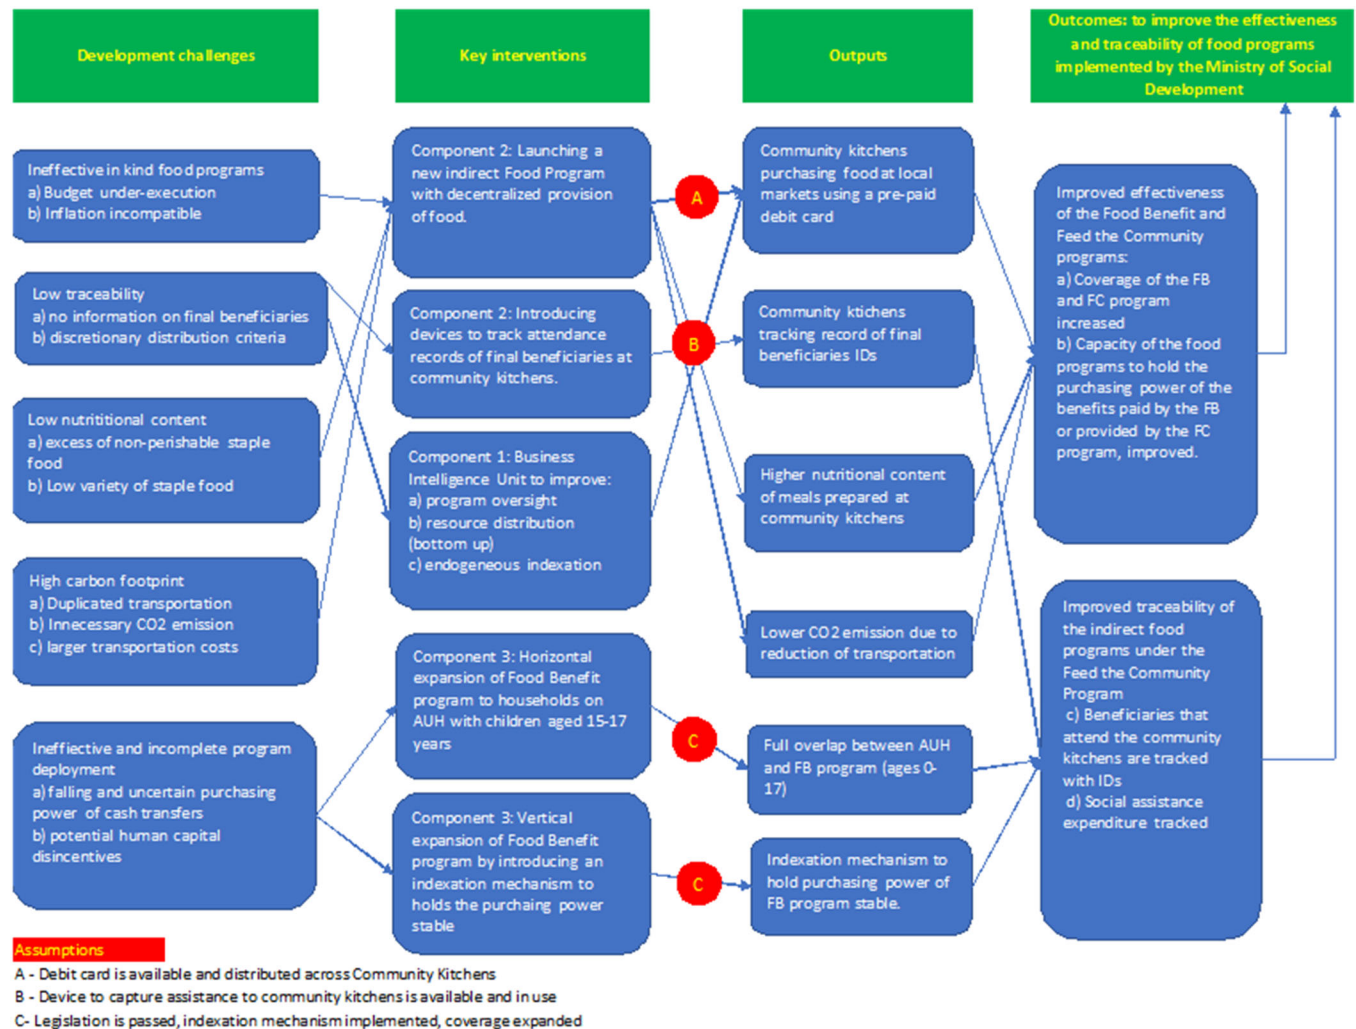 Development challenges
Key interventions
Outputs
Outcomes: to improve the effectiveness
and traceability of food programs
implemented by the Ministry of Social
Development
Ineffective in kind food programs
a) Budget under-execution
b) Inflation incompatible
Low traceability
a) no information on final beneficiaries
b) discretionary distribution criteria
Low nutrititional content
a) excess of non-perishable staple
food
b) Low variety of staple food
High carbon footprint
a) Duplicated transportation
b) Innecessary CO2 emission
c) larger transportation costs
Ineffiective and incomplete program
deployment
a) falling and uncertain purchasing
power of cash transfers
b) potential human capital
disincentives
Component 2: Launching a
new indirect Food Program
with decentralized provision
of food.
Component 2: Introducing
devices to track attendance
records of final beneficiaries at
community kitchens.
Component 1: Business
Intelligence Unit to improve:
a) program oversight
b) resource distribution
(bottom up)
c) endogeneous indexation
Component 3: Horizontal
expansion of Food Benefit
program to households on
AUH with children aged 15-17
years
Component 3: Vertical
expansion of Food Benefit
program by introducing an
indexation mechanism to
holds the purchaing power
stable
A
B
C
C
Community kitchens
purchasing food at local
markets using a pre-paid
debit card
Community ktichens
tracking record of final
beneficiaries IDs
Higher nutritional content
of meals prepared at
community kitchens
Lower CO2 emission due to
reduction of transportation
Full overlap between AUH
and FB program (ages 0-
17)
Indexation mechanism to
hold purchasing power of
FB program stable.
Improved effectiveness
of the Food Benefit and
Feed the Community
programs:
a) Coverage of the FB
and FC program
increased
b) Capacity of the food
programs to hold the
purchasing power of the
benefits paid by the FB
or provided by the FC
program, improved.
Improved traceability of
the indirect food
programs under the
Feed the Community
Program
c) Beneficiaries that
attend the community
kitchens are tracked
with IDs
d) Social assistance
expenditure tracked
Assumptions
A - Debit card is available and distributed across Community Kitchens
B - Device to capture assistance to community kitchens is available and in use
C- Legislation is passed, indexation mechanism implemented, coverage expanded